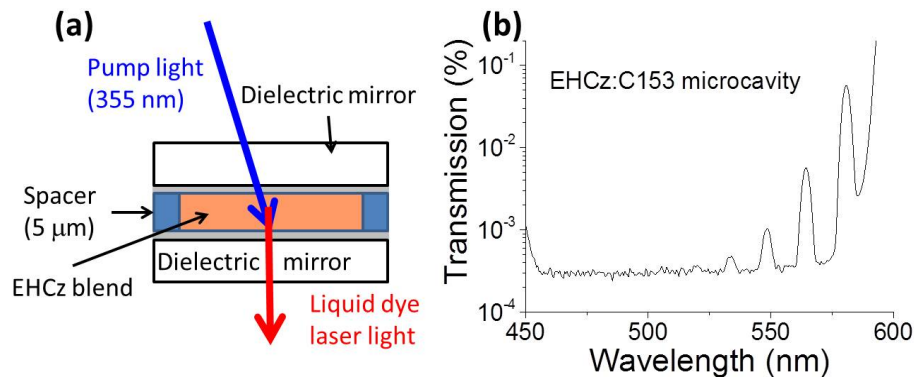 (a)
Pump light
(355 nm)
Dielectric mirror
Spacer
(5 μm)
EHCz blend
Dielectric mirror
Liquid dye
laser light
(b)
EHCz:C153 microcavity
Transmission (%)
10⁻¹
10⁻²
10⁻³
10⁻⁴
450 500 550 600
Wavelength (nm)